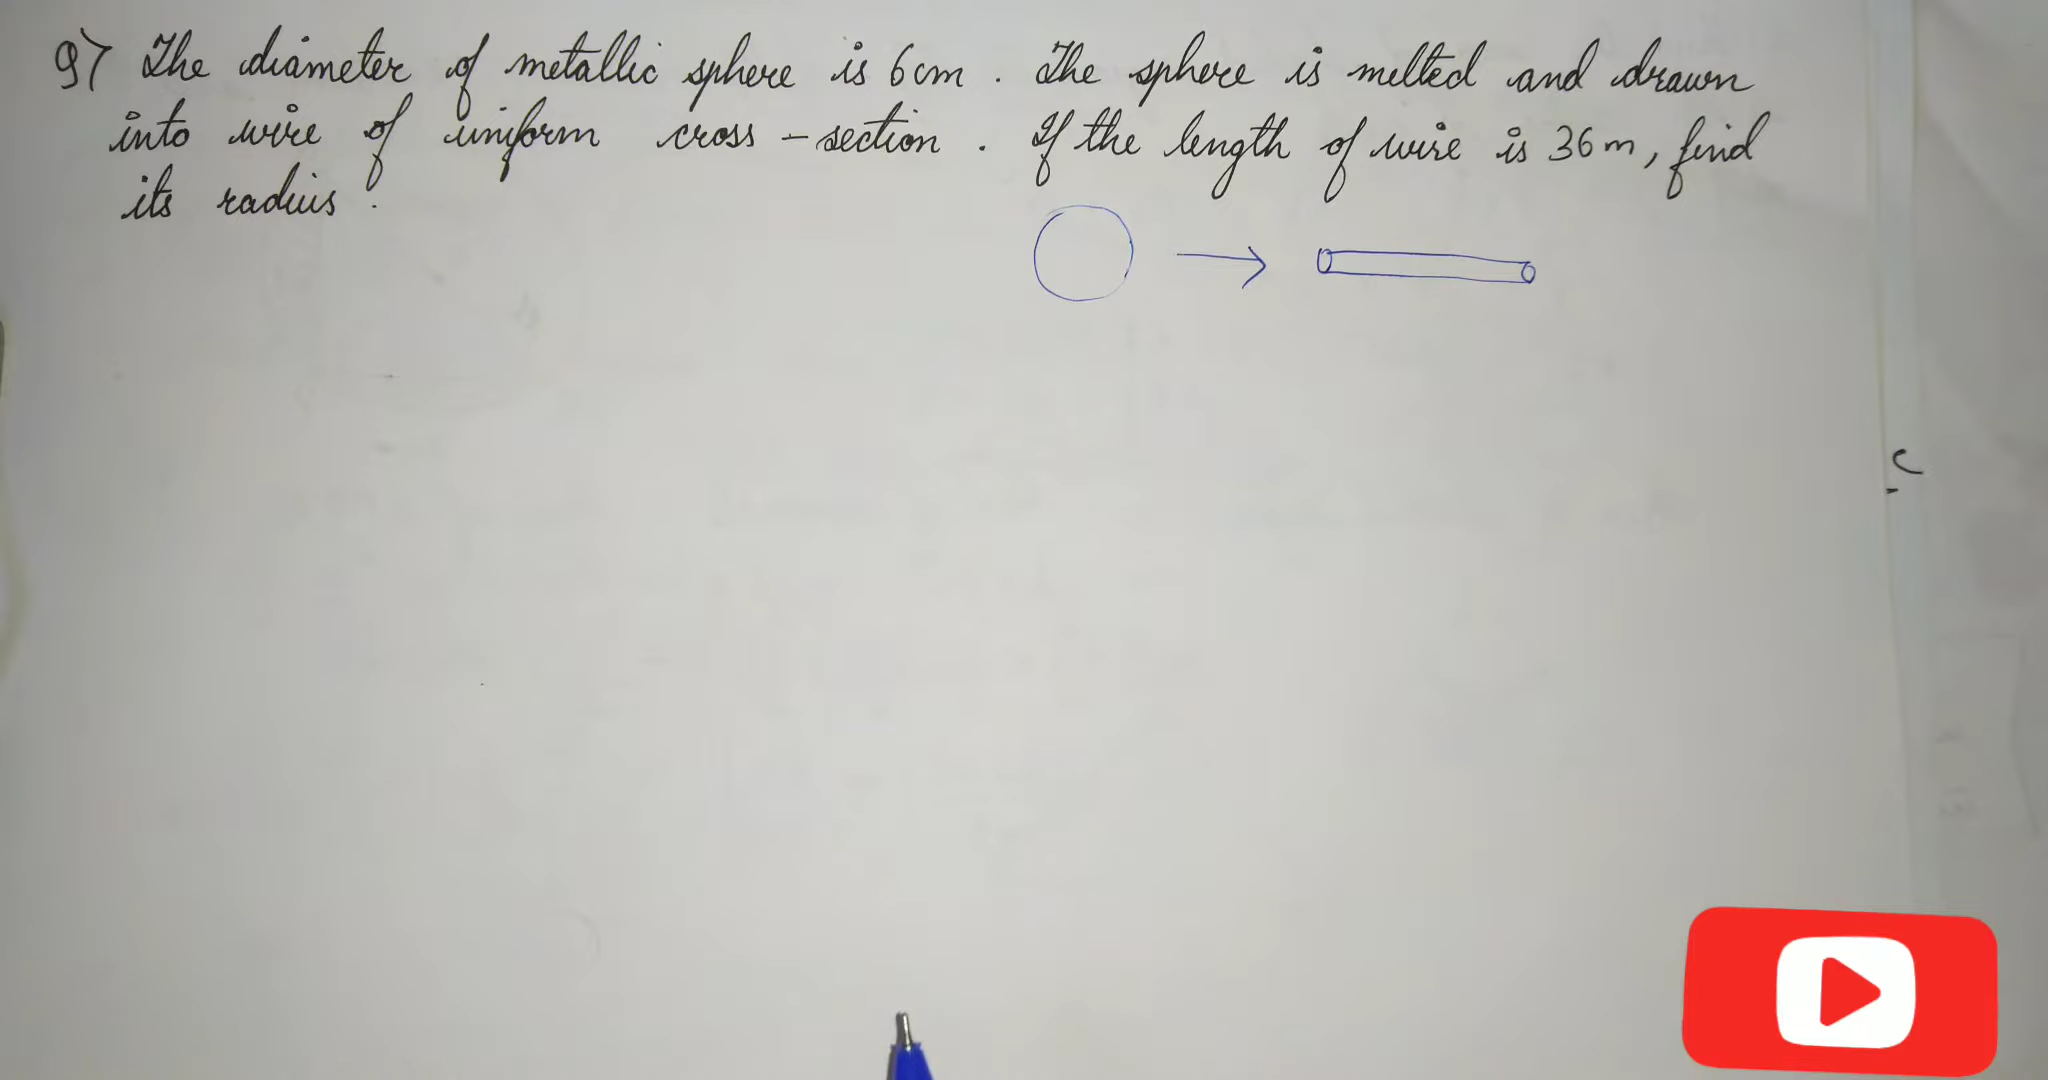 9) The diameter of metallic sphere is 6cm. The sphere is melted and drawn
into wire of uniform cross-section. If the length of wire is 36m, find
its radius.